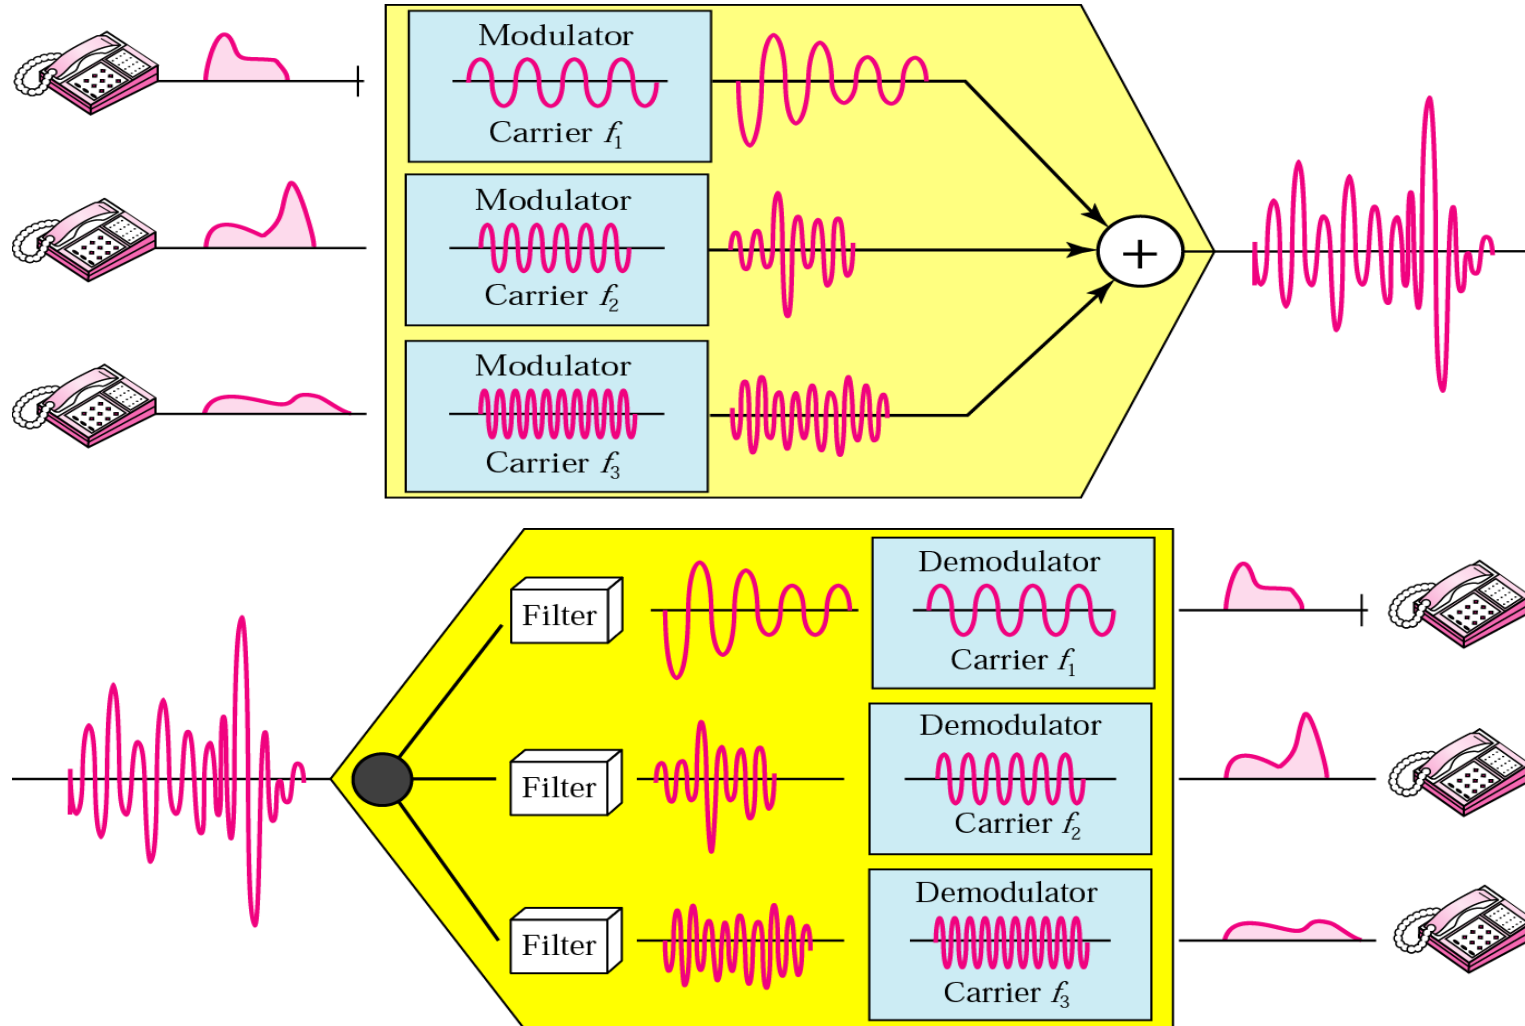 Modulator
Carrier f1
Modulator
Carrier f2
Modulator
Carrier f3
+
Filter
Demodulator
Carrier f1
Filter
Demodulator
Carrier f2
Filter
Demodulator
Carrier f3